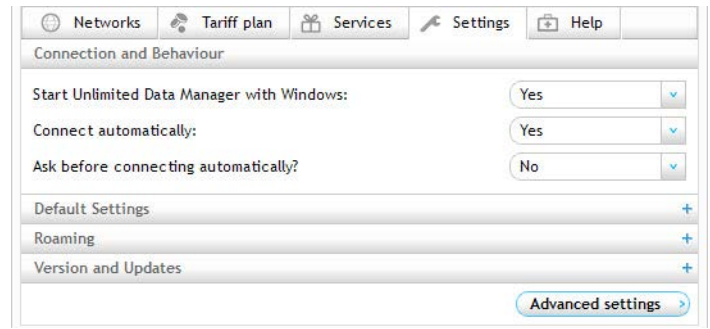 Networks Tariff plan Services Settings Help
Connection and Behaviour
Start Unlimited Data Manager with Windows: Yes
Connect automatically: Yes
Ask before connecting automatically? No
Default Settings +
Roaming +
Version and Updates +
Advanced settings >